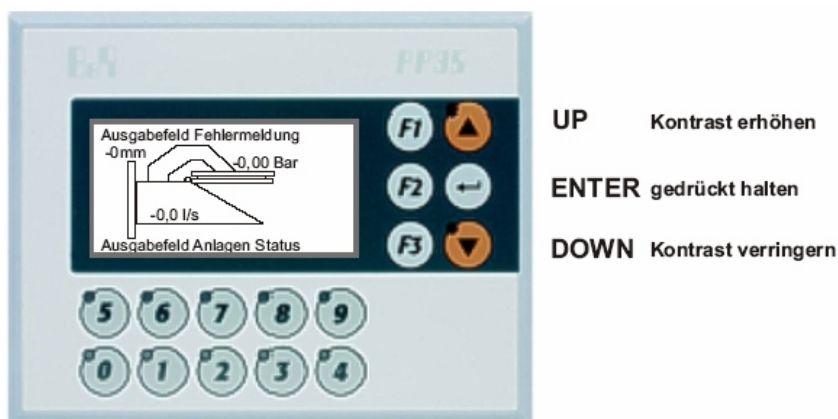 B&R
PP35
Ausgabefeld Fehlermeldung
-0mm
-0,00 Bar
-0,0 l/s
Ausgabefeld Anlagen Status
F1
F2
F3
UP Kontrast erhöhen
ENTER gedrückt halten
DOWN Kontrast verringern
5 6 7 8 9
0 1 2 3 4